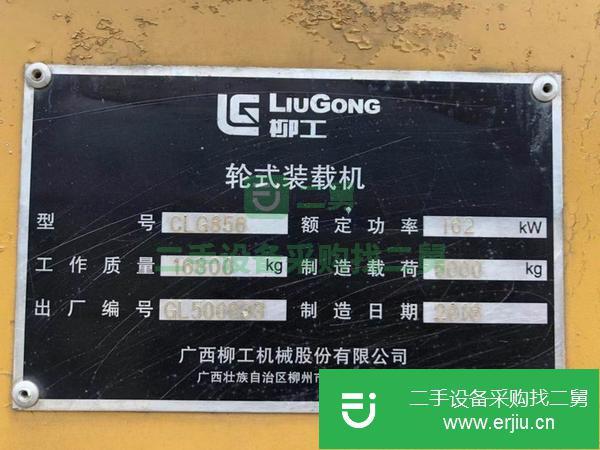 LIUGONG
柳工
轮式装载机
二舅
型号 CLG856 额定功率 162 kW
二手设备采购找二舅
工作质量 16800 kg 制造载荷 5000 kg
出厂编号 制造日期
广西柳工机械股份有限公司
广西壮族自治区柳州市
二手设备采购找二舅
www.erjiu.cn